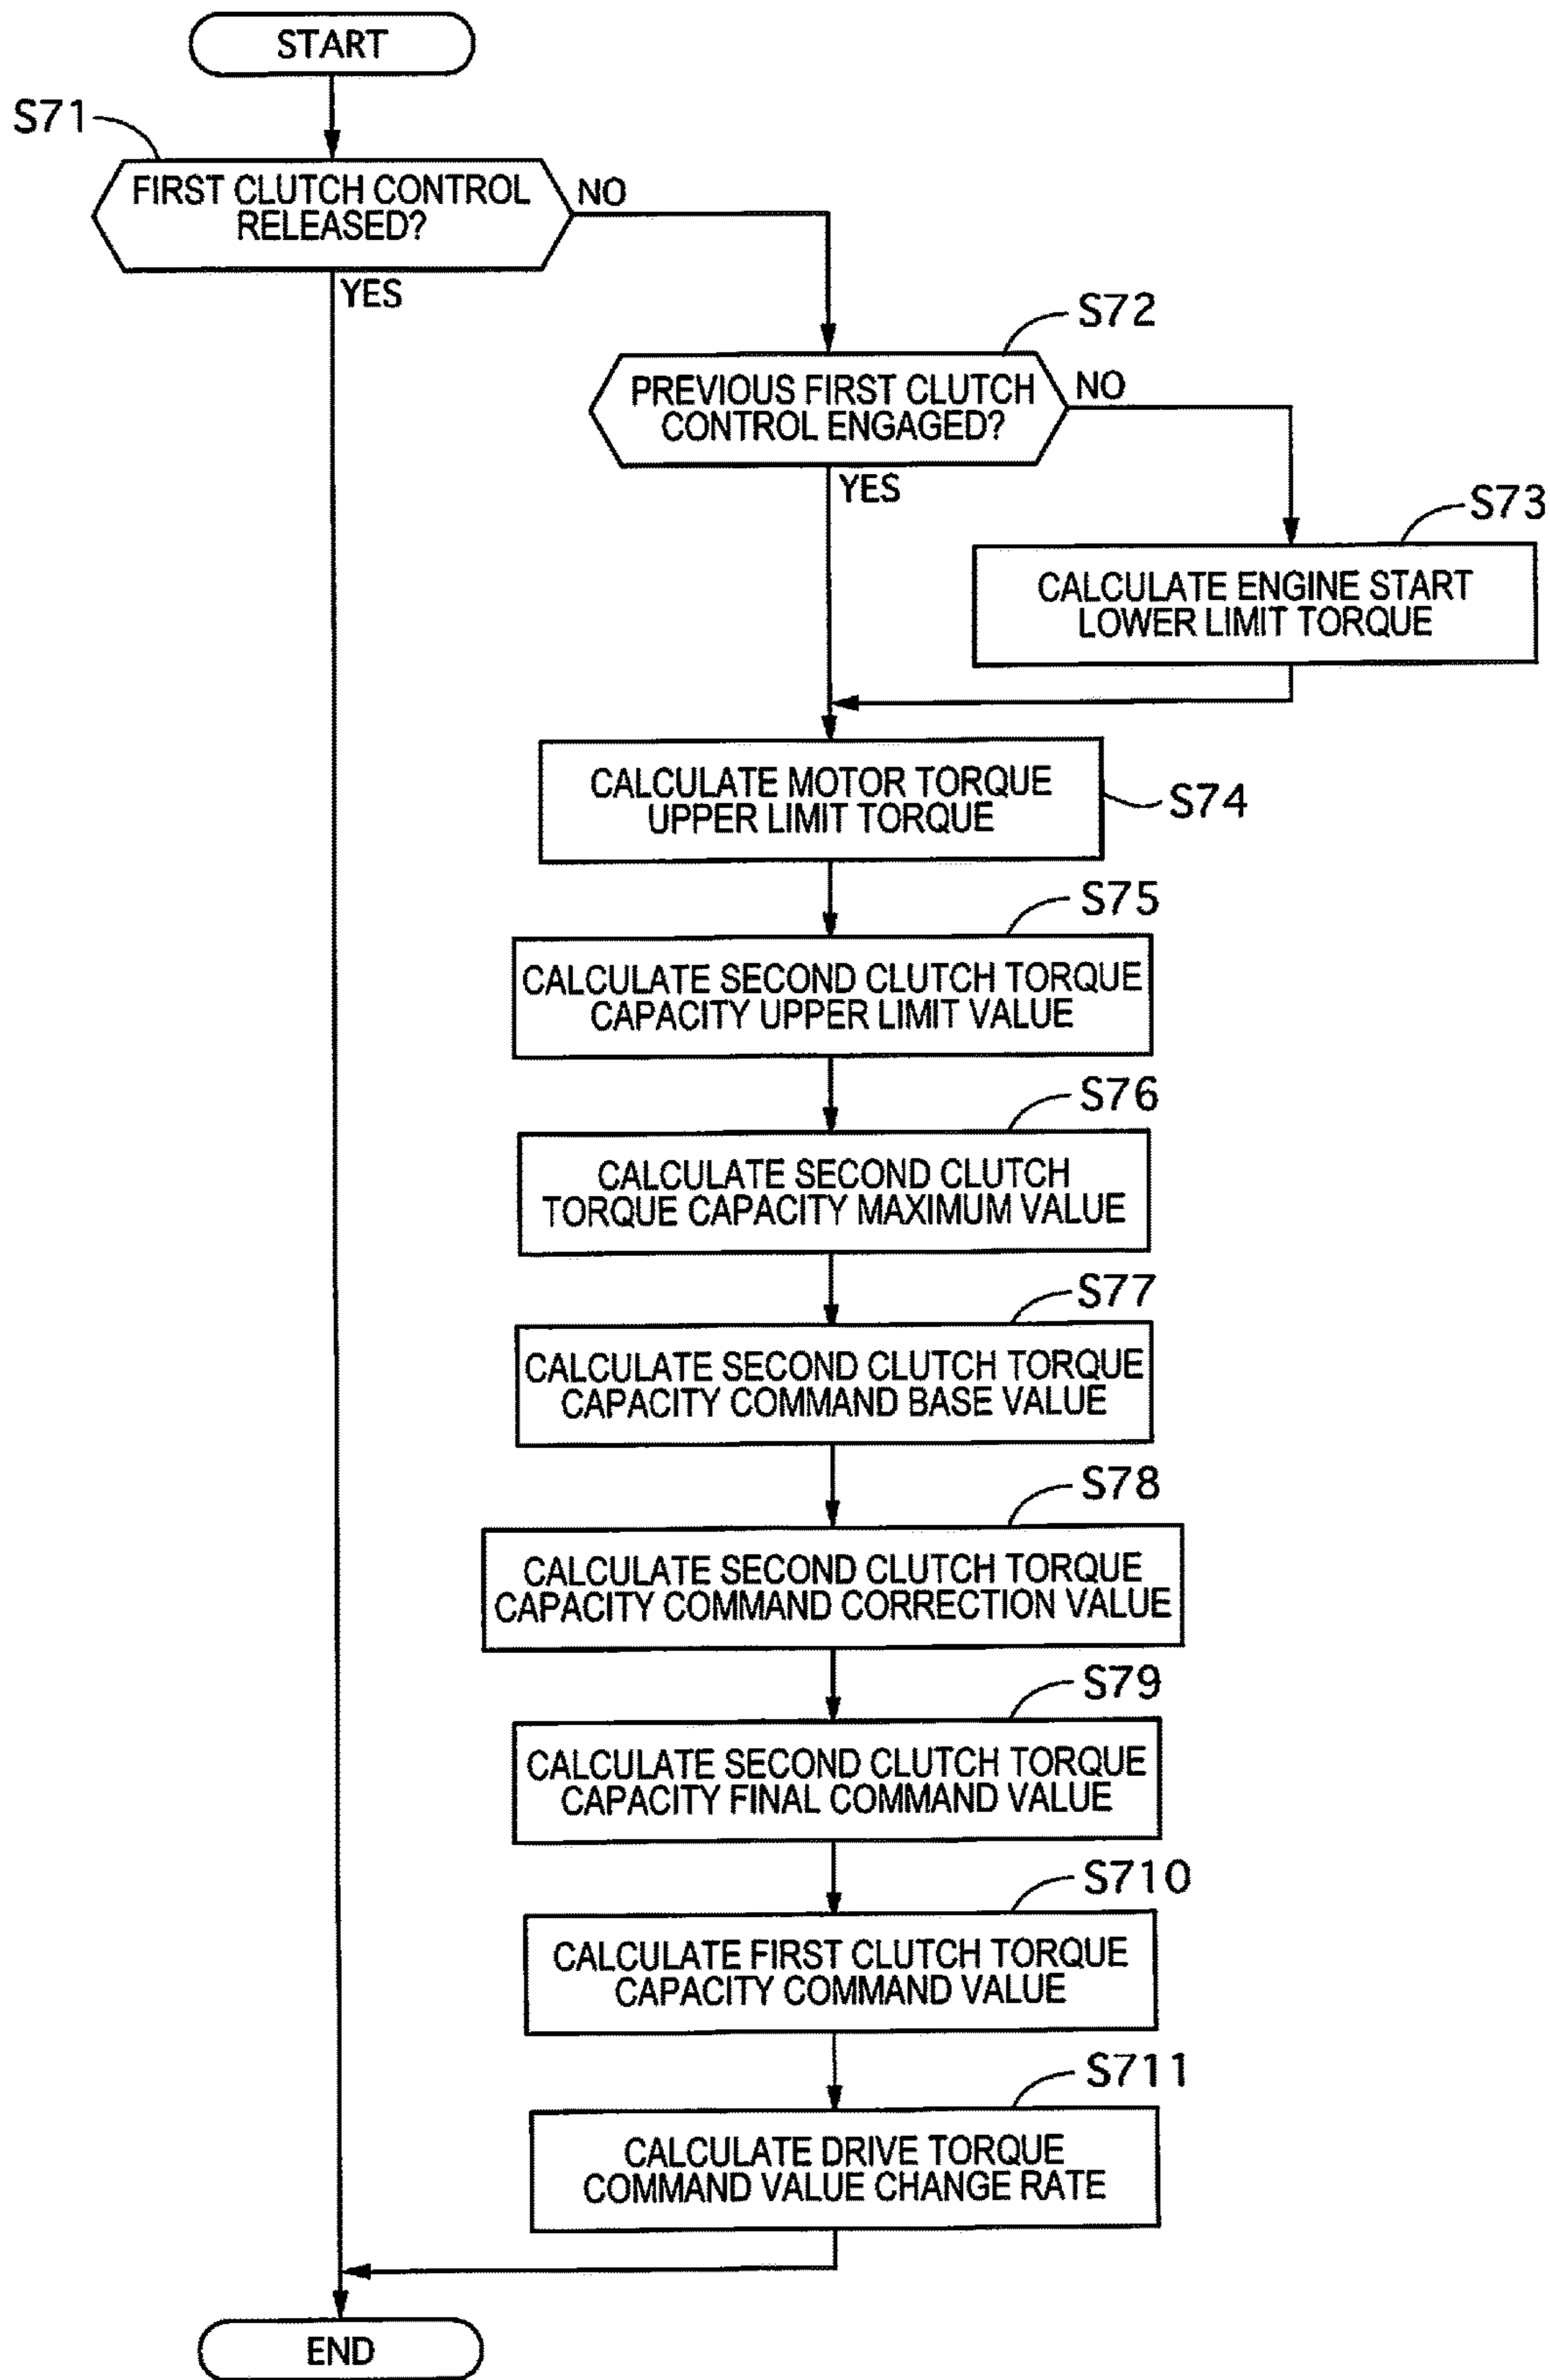 START
S71
FIRST CLUTCH CONTROL
RELEASED?
NO
YES
S72
PREVIOUS FIRST CLUTCH
CONTROL ENGAGED?
NO
YES
S73
CALCULATE ENGINE START
LOWER LIMIT TORQUE
CALCULATE MOTOR TORQUE
UPPER LIMIT TORQUE
S74
S75
CALCULATE SECOND CLUTCH TORQUE
CAPACITY UPPER LIMIT VALUE
S76
CALCULATE SECOND CLUTCH
TORQUE CAPACITY MAXIMUM VALUE
S77
CALCULATE SECOND CLUTCH TORQUE
CAPACITY COMMAND BASE VALUE
S78
CALCULATE SECOND CLUTCH TORQUE
CAPACITY COMMAND CORRECTION VALUE
S79
CALCULATE SECOND CLUTCH TORQUE
CAPACITY FINAL COMMAND VALUE
S710
CALCULATE FIRST CLUTCH TORQUE
CAPACITY COMMAND VALUE
S711
CALCULATE DRIVE TORQUE
COMMAND VALUE CHANGE RATE
END